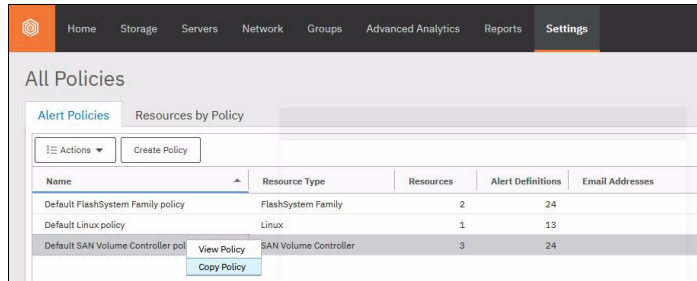 Home Storage Servers Network Groups Advanced Analytics Reports Settings
All Policies
Alert Policies Resources by Policy
Actions Create Policy
Name Resource Type Resources Alert Definitions Email Addresses
Default FlashSystem Family policy FlashSystem Family 2 24
Default Linux policy Linux 1 13
Default SAN Volume Controller pol View Policy SAN Volume Controller 3 24
Copy Policy